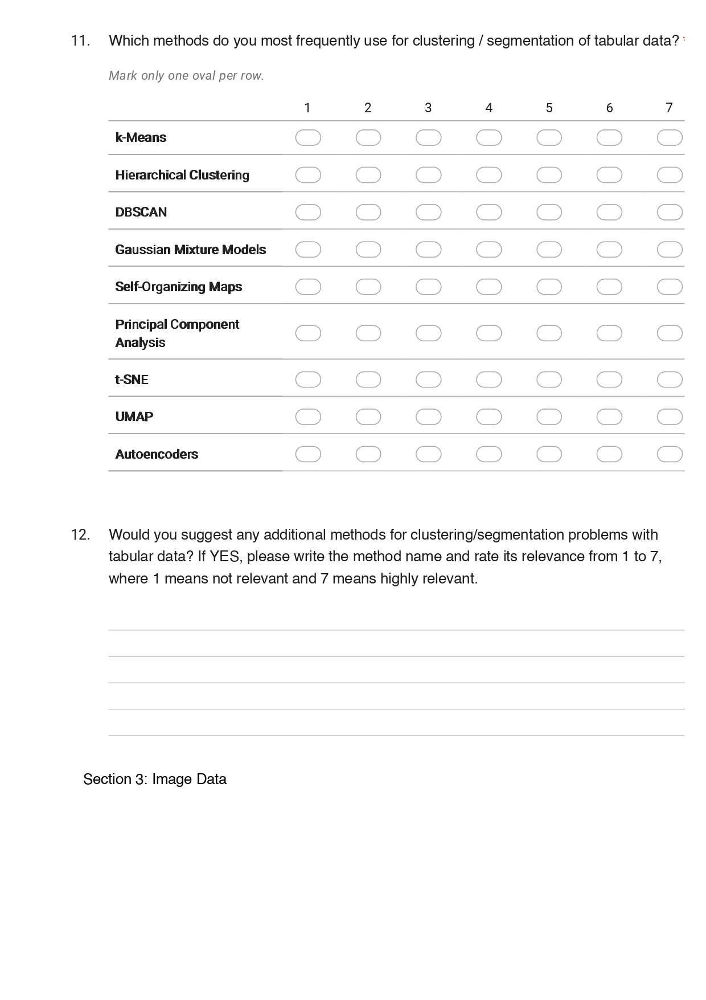 11. Which methods do you most frequently use for clustering / segmentation of tabular data? *
Mark only one oval per row.
1 2 3 4 5 6 7
k-Means
Hierarchical Clustering
DBSCAN
Gaussian Mixture Models
Self-Organizing Maps
Principal Component
Analysis
t-SNE
UMAP
Autoencoders
12. Would you suggest any additional methods for clustering/segmentation problems with
tabular data? If YES, please write the method name and rate its relevance from 1 to 7,
where 1 means not relevant and 7 means highly relevant.
Section 3: Image Data